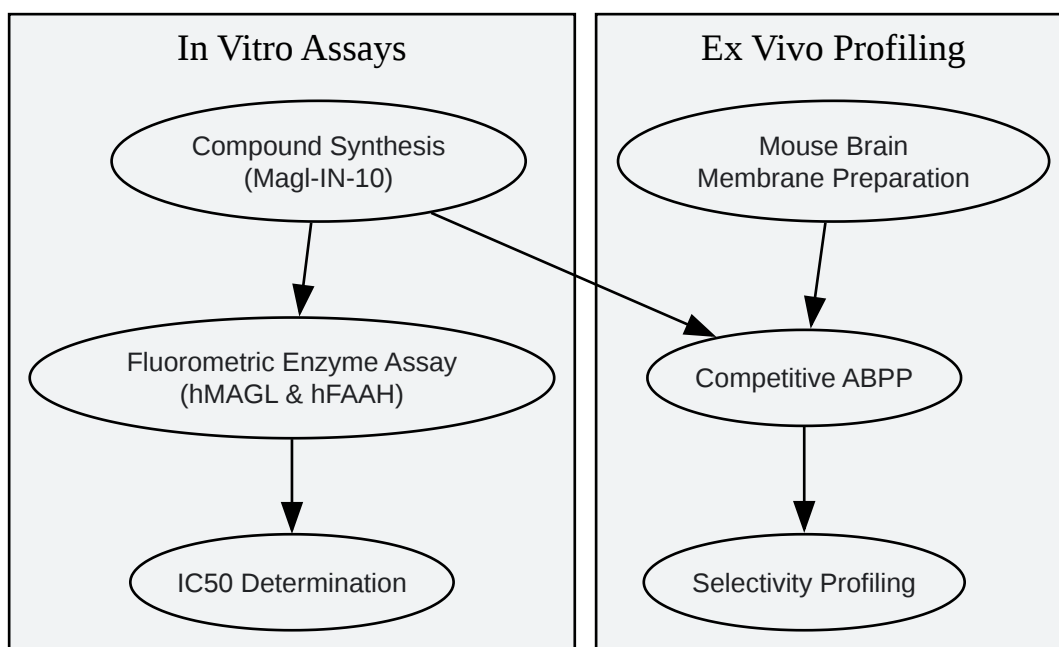 In Vitro Assays
Compound Synthesis
(Magl-IN-10)
Fluorometric Enzyme Assay
(hMAGL & hFAAH)
IC50 Determination
Ex Vivo Profiling
Mouse Brain
Membrane Preparation
Competitive ABPP
Selectivity Profiling